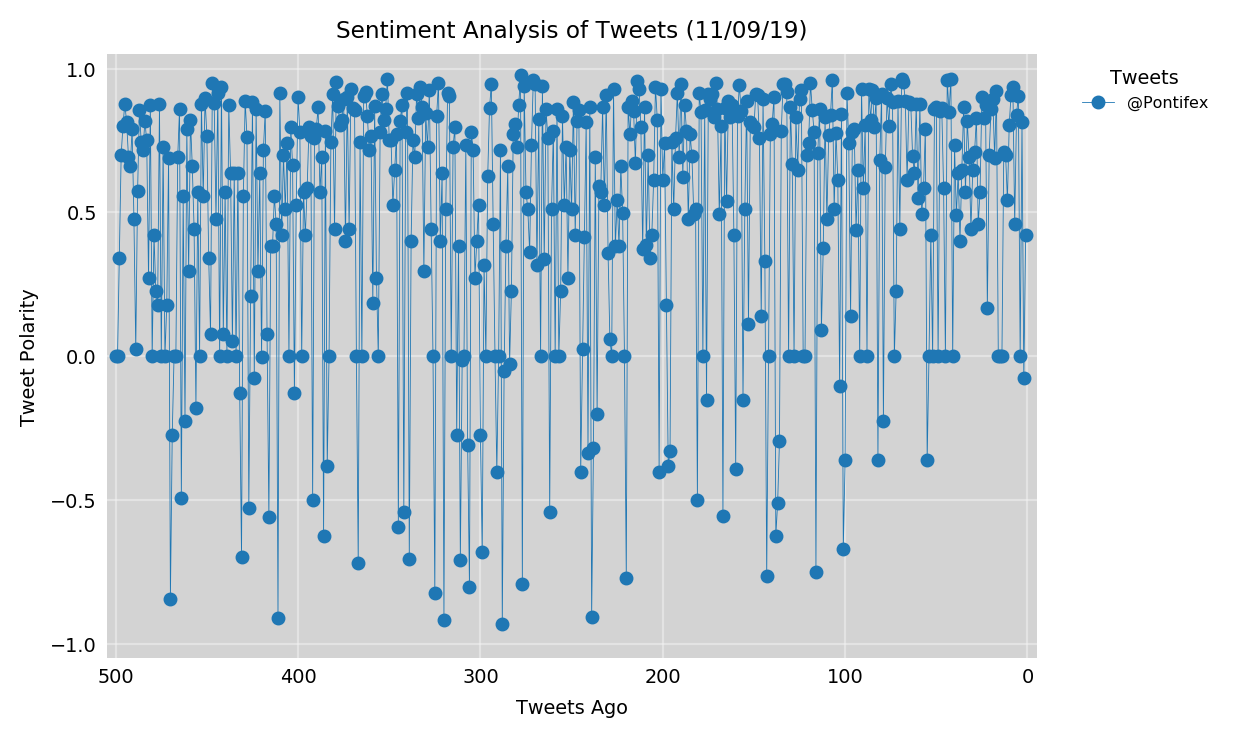 Sentiment Analysis of Tweets (11/09/19)
Tweets
@Pontifex
1.0
0.5
0.0
−0.5
−1.0
Tweet Polarity
500 400 300 200 100 0
Tweets Ago